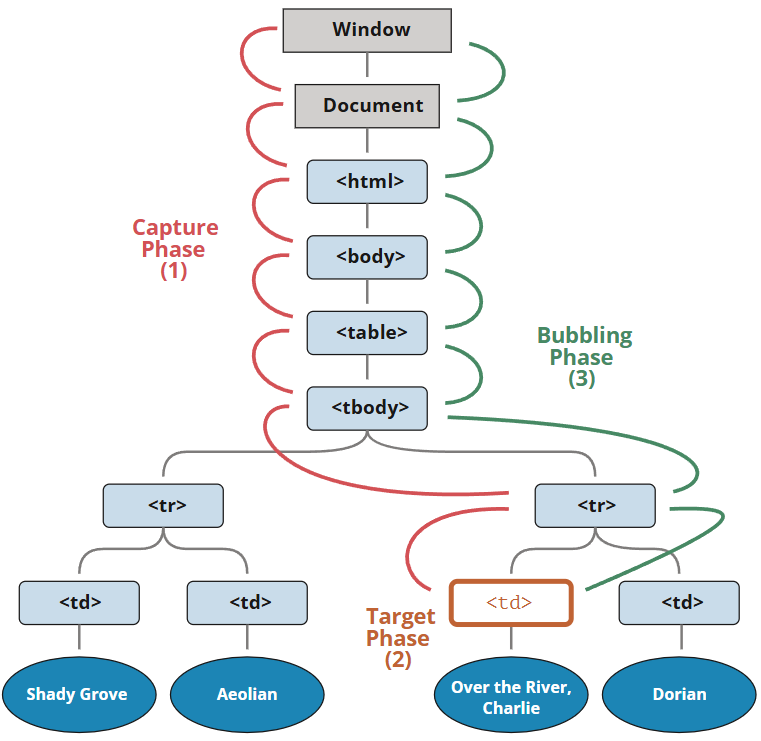 Window
Document
<html>
<body>
<table>
<tbody>
Capture
Phase
(1)
Bubbling
Phase
(3)
<tr>
<tr>
<td>
<td>
<td>
<td>
Target
Phase
(2)
Shady Grove
Aeolian
Over the River,
Charlie
Dorian